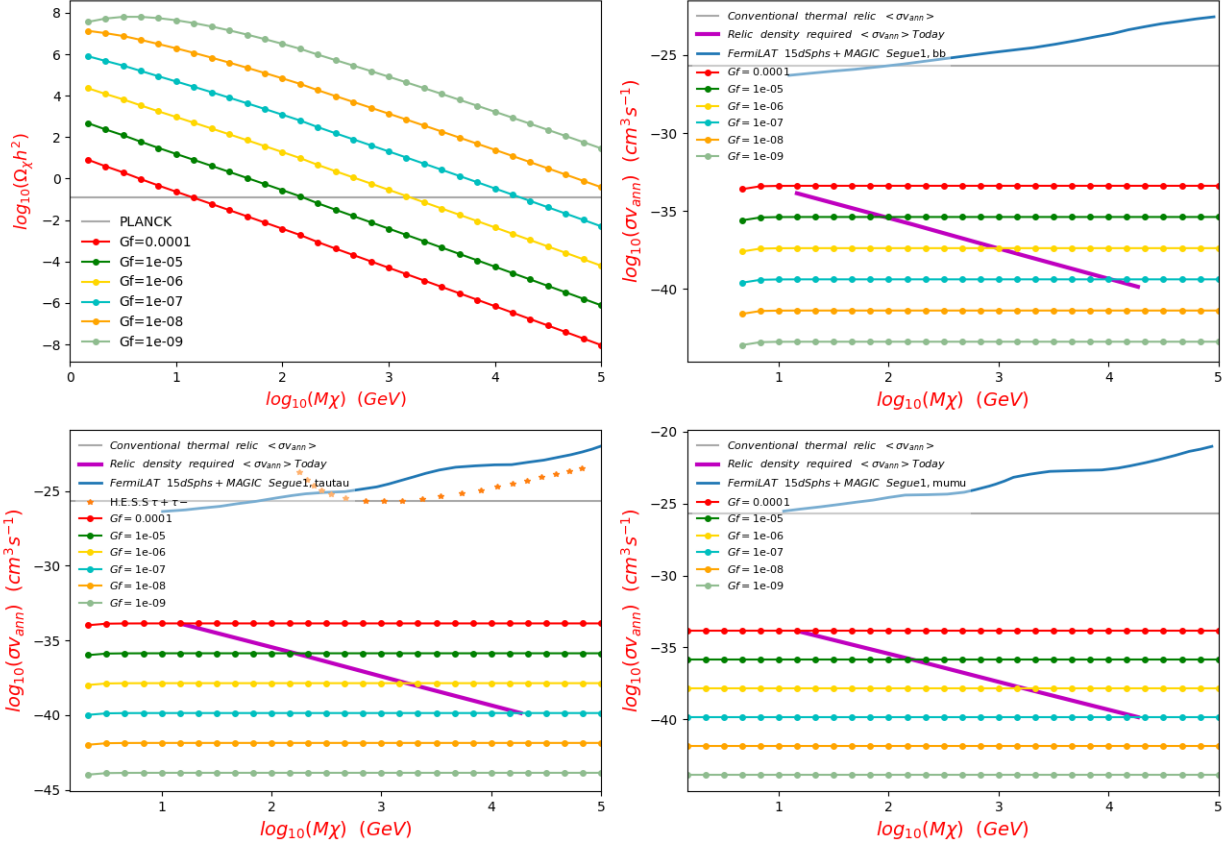 8
6
4
2
0
−2
−4
−6
−8
log₁₀(Ωχh²)
PLANCK
Gf=0.0001
Gf=1e-05
Gf=1e-06
Gf=1e-07
Gf=1e-08
Gf=1e-09
0 1 2 3 4 5
log₁₀(Mχ) (GeV)
−25
−30
−35
−40
log₁₀(σvₐₙₙ) (cm³s⁻¹)
Conventional thermal relic <σvₐₙₙ>
Relic density required <σvₐₙₙ> Today
FermiLAT 15dSphs+MAGIC Segue1, bb
Gf = 0.0001
Gf = 1e-05
Gf = 1e-06
Gf = 1e-07
Gf = 1e-08
Gf = 1e-09
1 2 3 4 5
log₁₀(Mχ) (GeV)
−25
−30
−35
−40
−45
log₁₀(σvₐₙₙ) (cm³s⁻¹)
Conventional thermal relic <σvₐₙₙ>
Relic density required <σvₐₙₙ> Today
FermiLAT 15dSphs+MAGIC Segue1, tautau
H.E.S.S τ+τ−
Gf = 0.0001
Gf = 1e-05
Gf = 1e-06
Gf = 1e-07
Gf = 1e-08
Gf = 1e-09
1 2 3 4 5
log₁₀(Mχ) (GeV)
−20
−25
−30
−35
−40
log₁₀(σvₐₙₙ) (cm³s⁻¹)
Conventional thermal relic <σvₐₙₙ>
Relic density required <σvₐₙₙ> Today
FermiLAT 15dSphs+MAGIC Segue1, mumu
Gf = 0.0001
Gf = 1e-05
Gf = 1e-06
Gf = 1e-07
Gf = 1e-08
Gf = 1e-09
1 2 3 4 5
log₁₀(Mχ) (GeV)